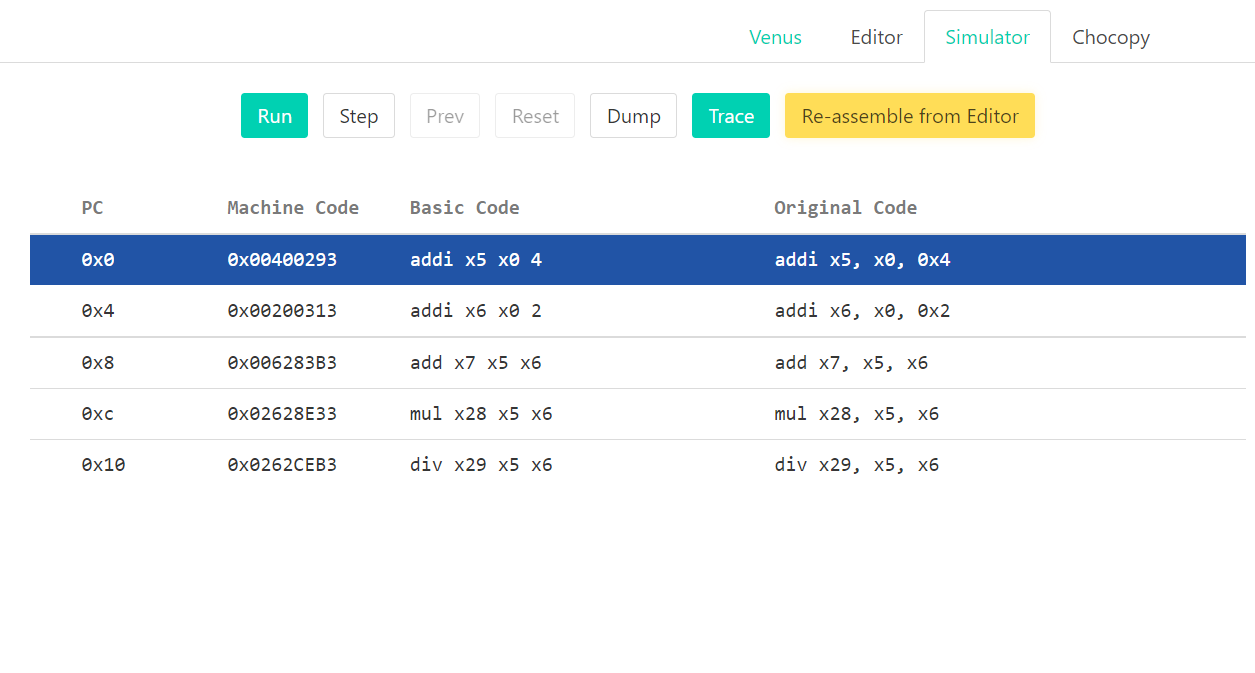 Venus Editor Simulator Chocopy
Run Step Prev Reset Dump Trace Re-assemble from Editor
PC Machine Code Basic Code Original Code
0x0 0x00400293 addi x5 x0 4 addi x5, x0, 0x4
0x4 0x00200313 addi x6 x0 2 addi x6, x0, 0x2
0x8 0x006283B3 add x7 x5 x6 add x7, x5, x6
0xc 0x02628E33 mul x28 x5 x6 mul x28, x5, x6
0x10 0x0262CEB3 div x29 x5 x6 div x29, x5, x6